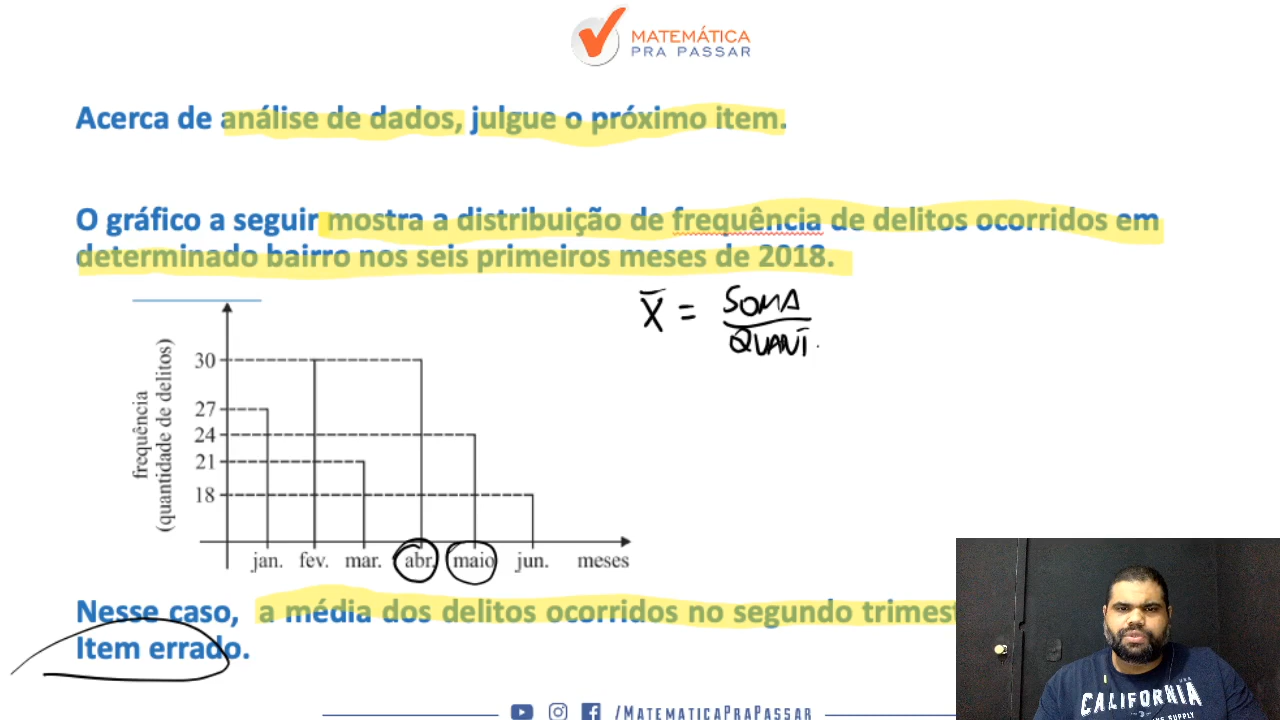 MATEMÁTICA
PRA PASSAR
Acerca de análise de dados, julgue o próximo item.
O gráfico a seguir mostra a distribuição de frequência de delitos ocorridos em
determinado bairro nos seis primeiros meses de 2018.
X̅ = SOMA
QUANT.
frequência
(quantidade de delitos)
30
27
24
21
18
jan. fev. mar. abr. maio jun. meses
Nesse caso, a média dos delitos ocorridos no segundo
Item errado.
CALIFORNIA
SUPPLY
/MATEMATICAPRAPASSAR